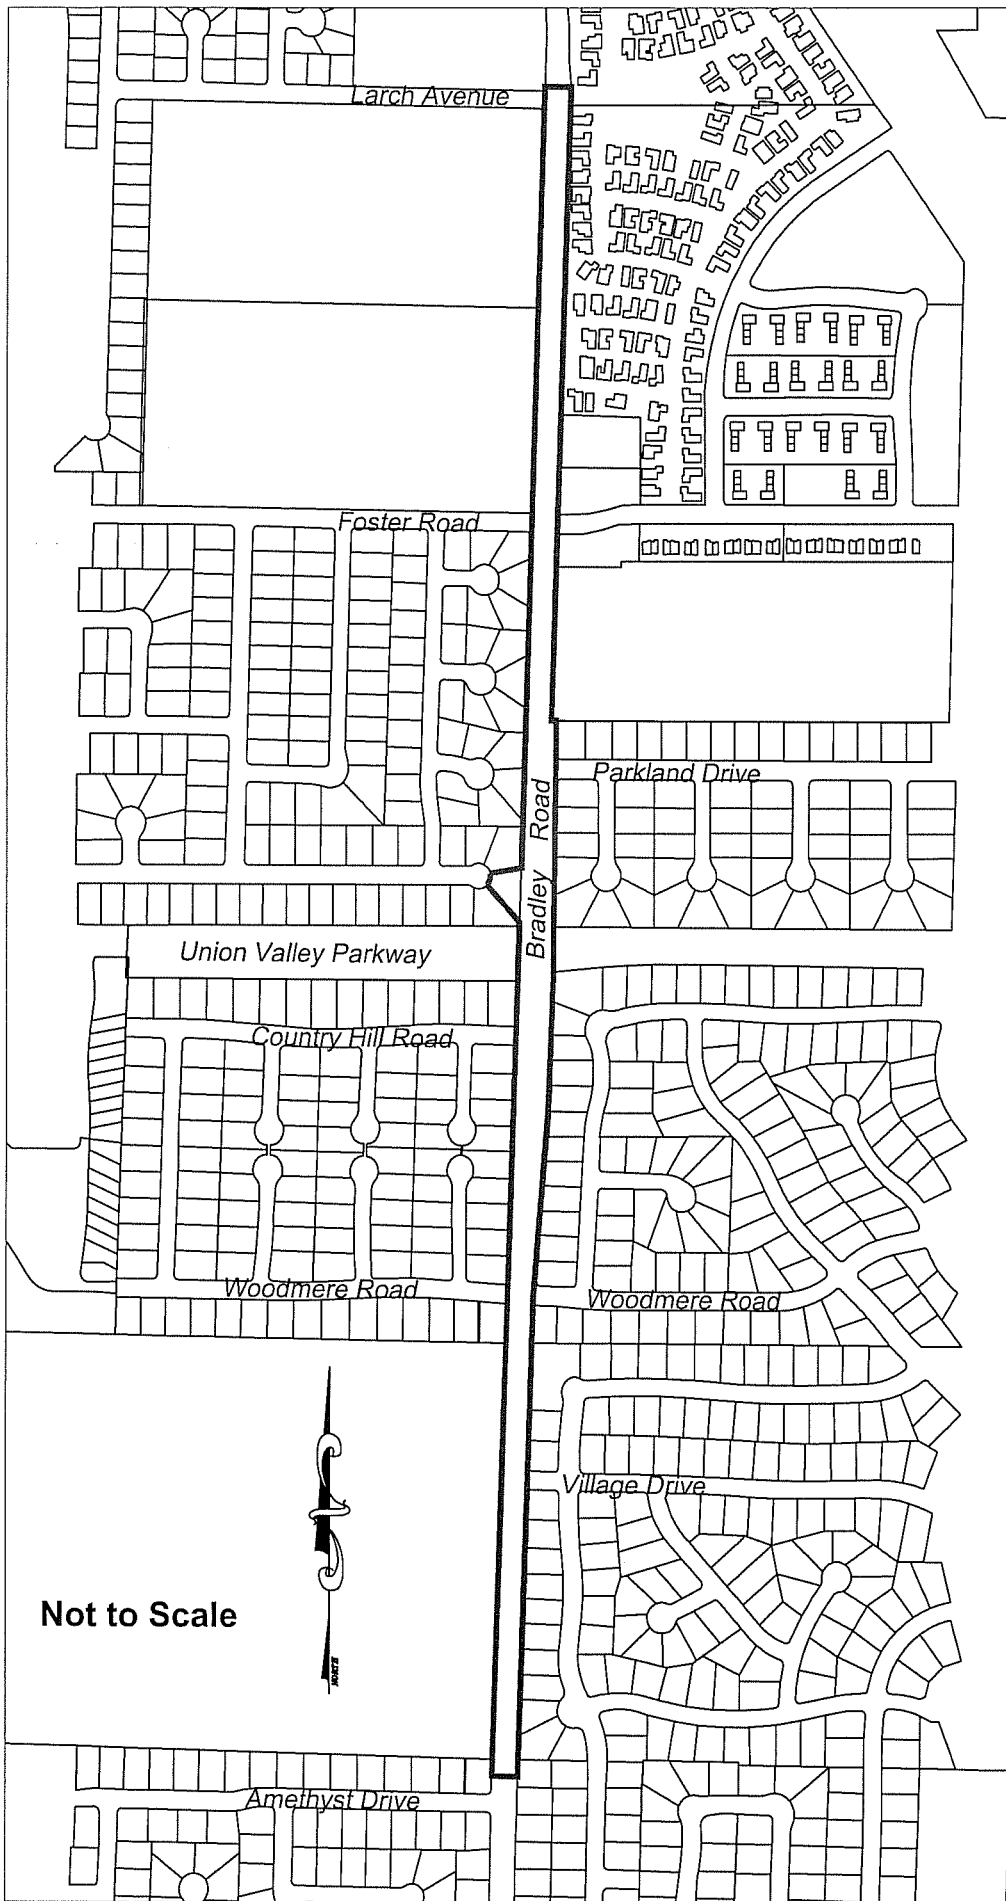 Larch Avenue
Foster Road
Parkland Drive
Bradley Road
Union Valley Parkway
Country Hill Road
Woodmere Road
Woodmere Road
Village Drive
Not to Scale
NORTH
Amethyst Drive